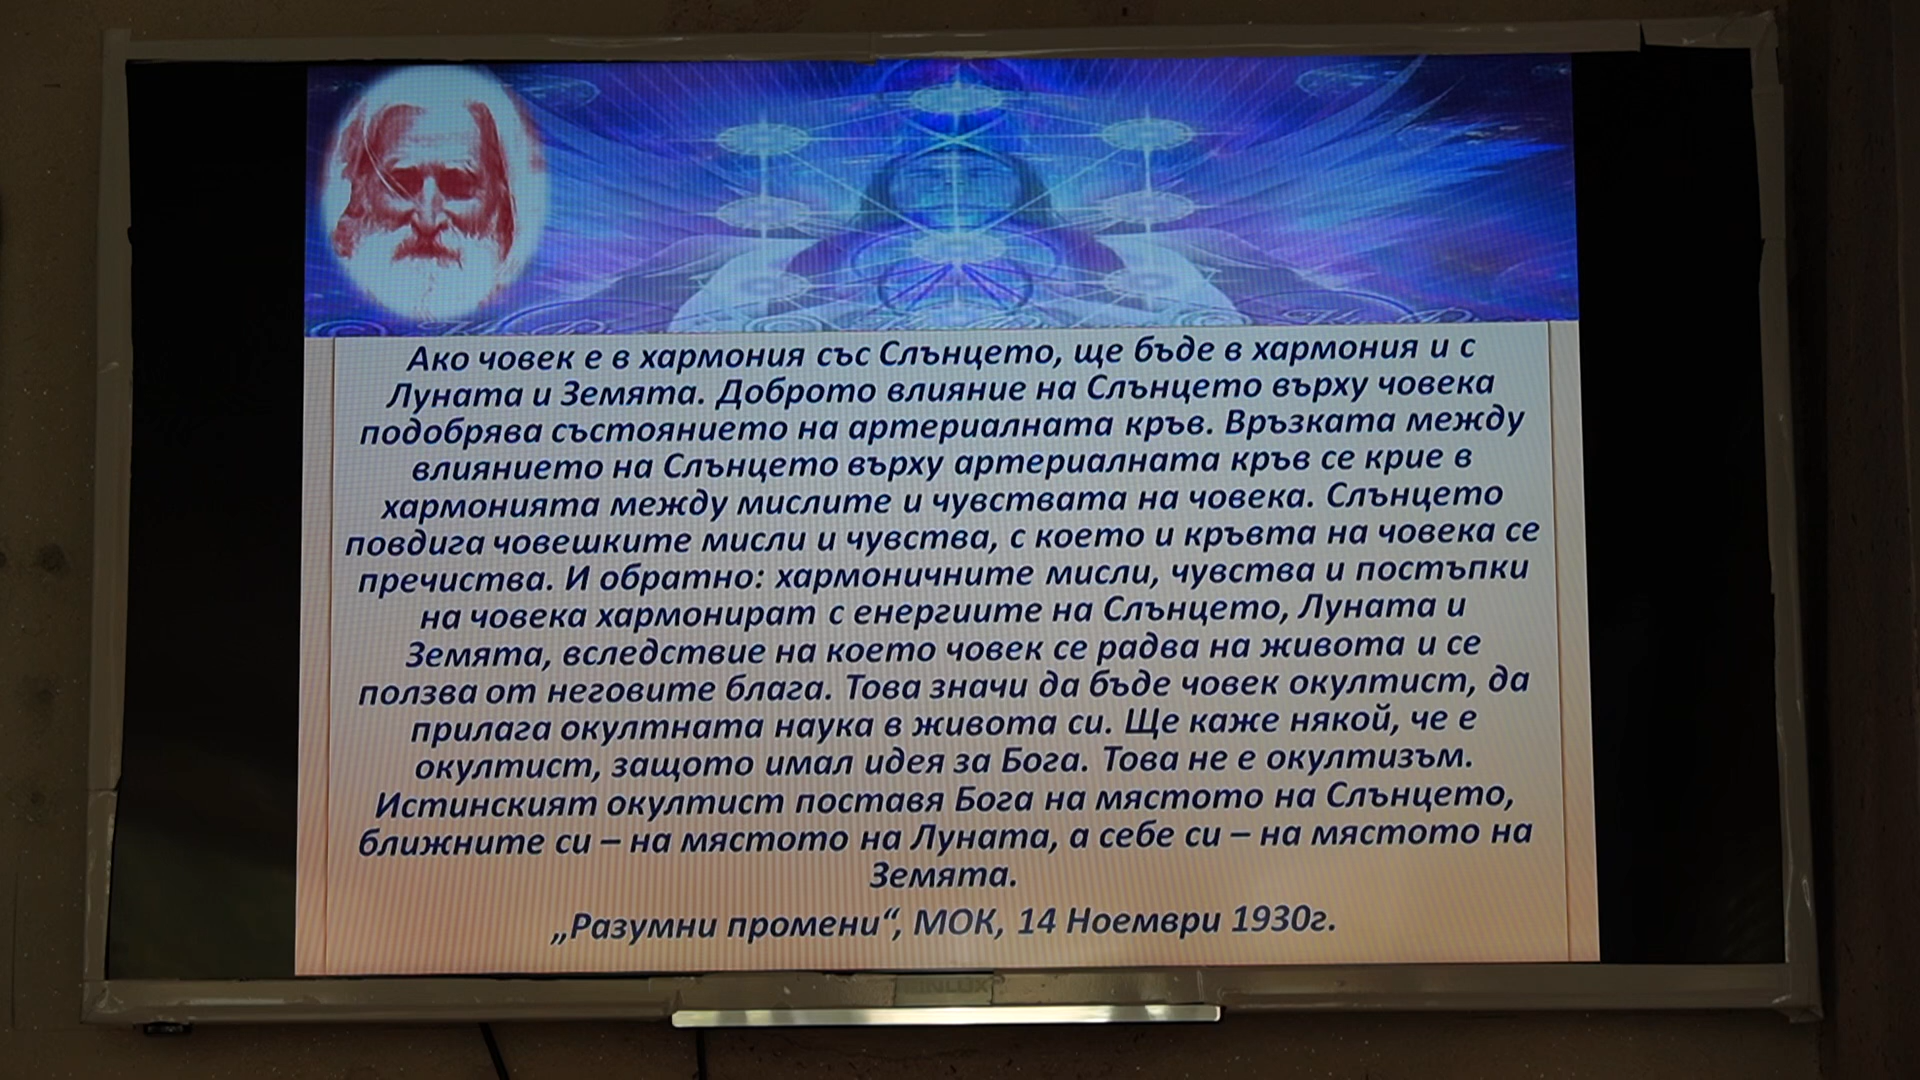 Ако човек е в хармония със Слънцето, ще бъде в хармония и с
Луната и Земята. Доброто влияние на Слънцето върху човека
подобрява състоянието на артериалната кръв. Връзката между
влиянието на Слънцето върху артериалната кръв се крие в
хармонията между мислите и чувствата на човека. Слънцето
повдига човешките мисли и чувства, с което и кръвта на човека се
пречиства. И обратно: хармоничните мисли, чувства и постъпки
на човека хармонират с енергиите на Слънцето, Луната и
Земята, вследствие на което човек се радва на живота и се
ползва от неговите блага. Това значи да бъде човек окултист, да
прилага окултната наука в живота си. Ще каже някой, че е
окултист, защото имал идея за Бога. Това не е окултизъм.
Истинският окултист поставя Бога на мястото на Слънцето,
ближните си – на мястото на Луната, а себе си – на мястото на
Земята.
„Разумни промени“, МОК, 14 Ноември 1930г.
FINLUX